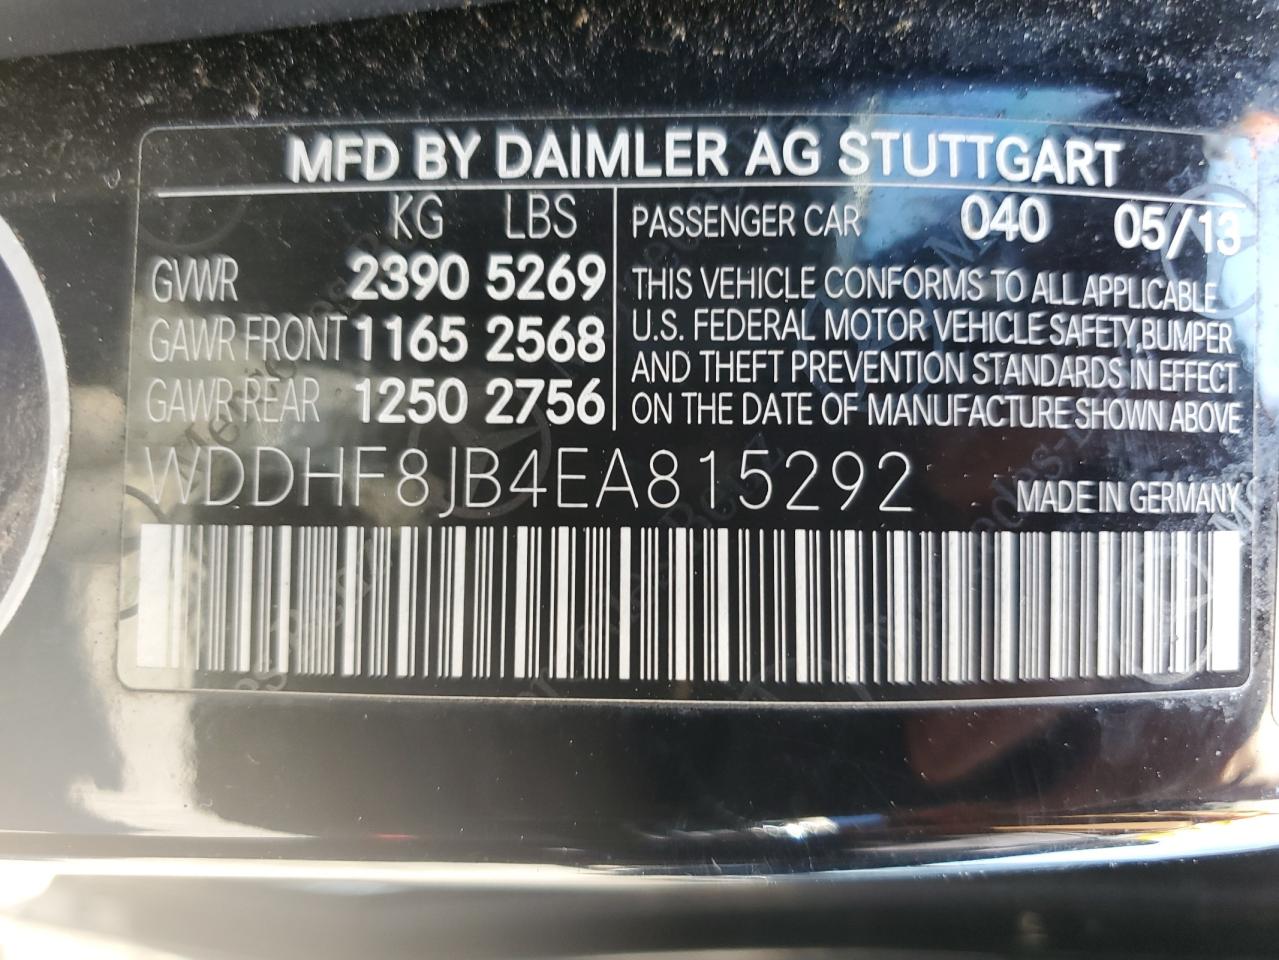 MFD BY DAIMLER AG STUTTGART
KG LBS
GVWR 2390 5269
GAWR FRONT 1165 2568
GAWR REAR 1250 2756
PASSENGER CAR 040 05/13
THIS VEHICLE CONFORMS TO ALL APPLICABLE
U.S. FEDERAL MOTOR VEHICLE SAFETY, BUMPER
AND THEFT PREVENTION STANDARDS IN EFFECT
ON THE DATE OF MANUFACTURE SHOWN ABOVE
WDDHF8JB4EA815292 MADE IN GERMANY